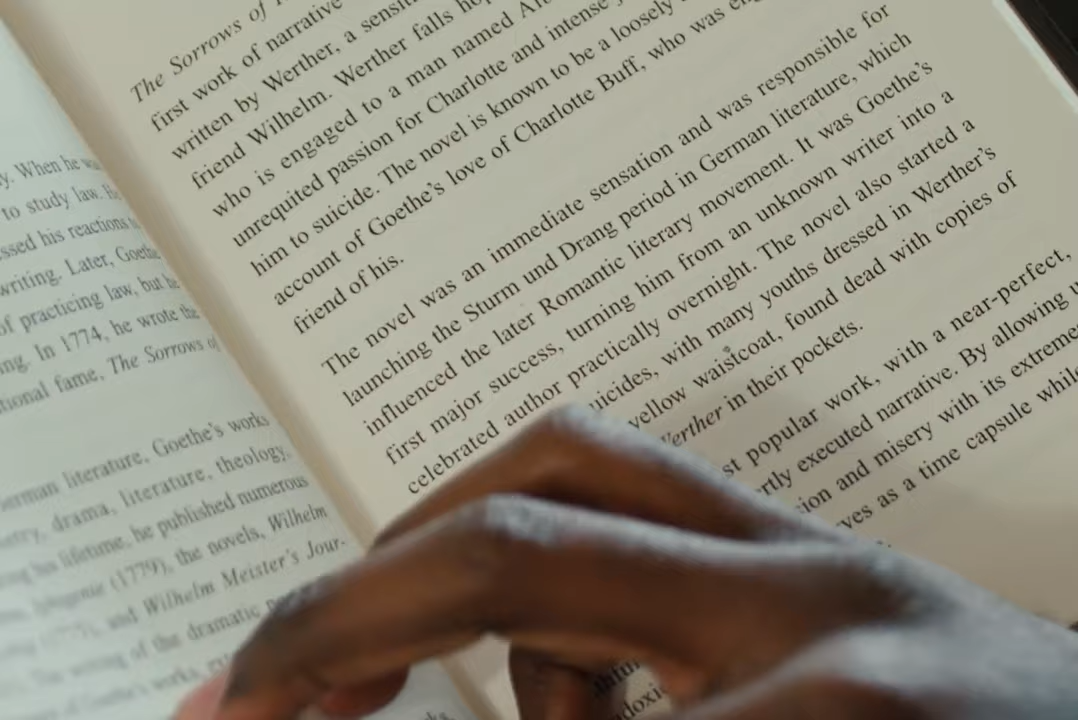 y. When he
to study law.
ssed his reactions
writing. Later, Goethe
of practicing law, but he
ng. In 1774, he wrote the
ational fame, The Sorrows of
German literature, Goethe's works
drama, literature, theology,
his lifetime, he published numerous
(1779), the novels, Wilhelm
and Wilhelm Meister's Jour-
of the dramatic
The Sorrows of
first work of narrative
written by Werther, a sensit
friend Wilhelm. Werther falls
who is engaged to a man named
unrequited passion for Charlotte and intense
him to suicide. The novel is known to be a loosely
account of Goethe's love of Charlotte Buff, who was
friend of his.
The novel was an immediate sensation and was responsible for
launching the Sturm und Drang period in German literature, which
influenced the later Romantic literary movement. It was Goethe's
first major success, turning him from an unknown writer into a
celebrated author practically overnight. The novel also started a
uicides, with many youths dressed in Werther's
yellow waistcoat, found dead with copies of
Werther in their pockets.
st popular work, with a near-perfect,
rtly executed narrative. By allowing
ion and misery with its extreme
ves as a time capsule while